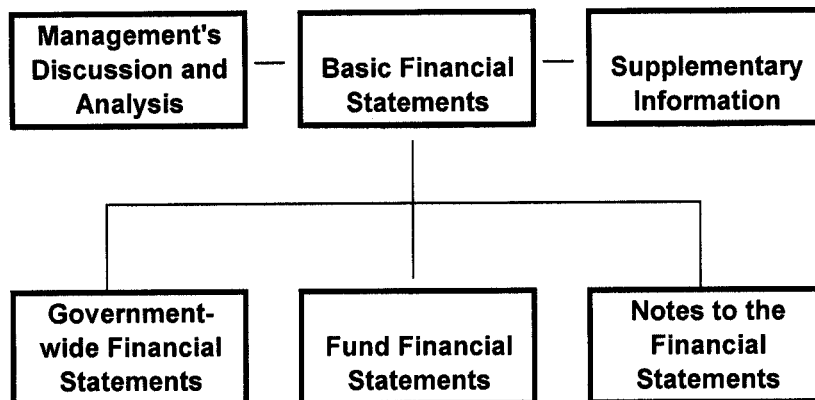 Management's
Discussion and
Analysis
Basic Financial
Statements
Supplementary
Information
Government-
wide Financial
Statements
Fund Financial
Statements
Notes to the
Financial
Statements